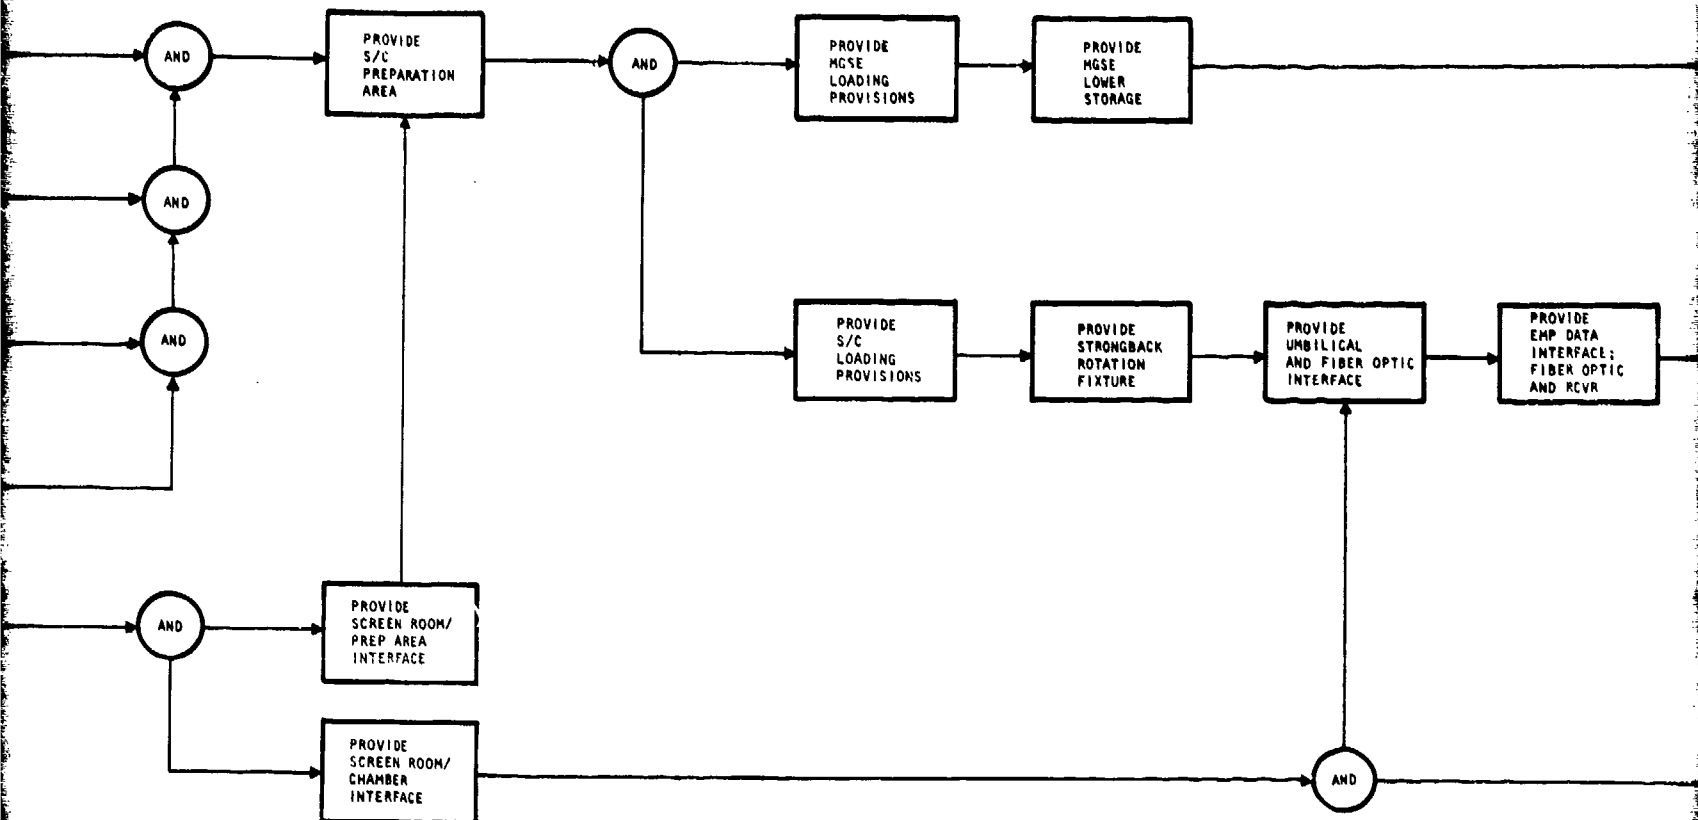 AND
PROVIDE
S/C
PREPARATION
AREA
AND
PROVIDE
MGSE
LOADING
PROVISIONS
PROVIDE
MGSE
LOWER
STORAGE
AND
AND
PROVIDE
S/C
LOADING
PROVISIONS
PROVIDE
STRONGBACK
ROTATION
FIXTURE
PROVIDE
UMBILICAL
AND FIBER OPTIC
INTERFACE
PROVIDE
EMP DATA
INTERFACE;
FIBER OPTIC
AND RCVR
AND
PROVIDE
SCREEN ROOM/
PREP AREA
INTERFACE
PROVIDE
SCREEN ROOM/
CHAMBER
INTERFACE
AND